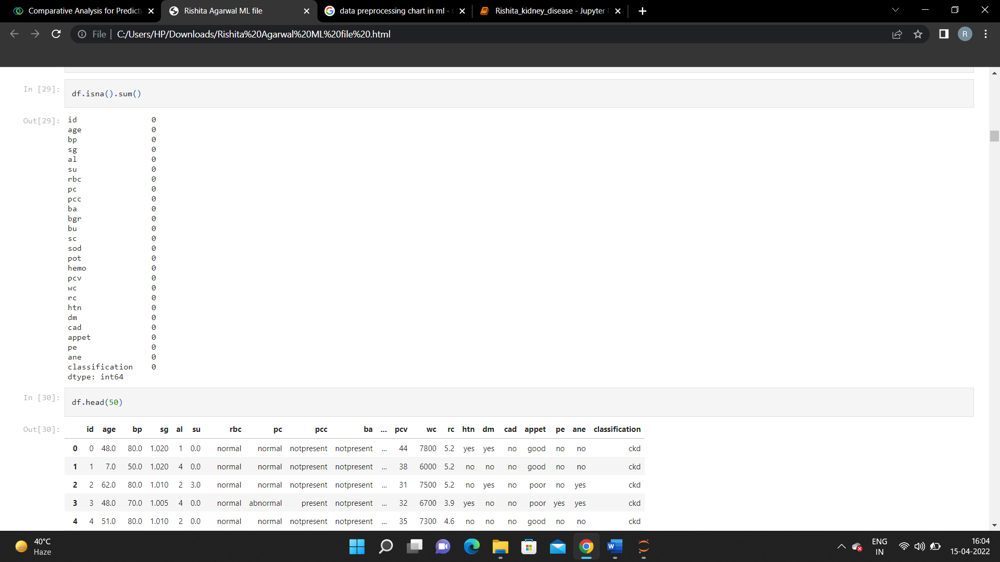 Comparative Analysis for Predicti
Rishita Agarwal ML file
data preprocessing chart in ml -
Rishita_kidney_disease - Jupyter
File | C:/Users/HP/Downloads/Rishita%20Agarwal%20ML%20file%20.html
R
In [29]: df.isna().sum()
Out[29]: id 0
age 0
bp 0
sg 0
al 0
su 0
rbc 0
pc 0
pcc 0
ba 0
bgr 0
bu 0
sc 0
sod 0
pot 0
hemo 0
pcv 0
wc 0
rc 0
htn 0
dm 0
cad 0
appet 0
pe 0
ane 0
classification 0
dtype: int64
In [30]: df.head(50)
Out[30]: id age bp sg al su rbc pc pcc ba ... pcv wc rc htn dm cad appet pe ane classification
0 0 48.0 80.0 1.020 1 0.0 normal normal notpresent notpresent ... 44 7800 5.2 yes yes no good no no ckd
1 1 7.0 50.0 1.020 4 0.0 normal normal notpresent notpresent ... 38 6000 5.2 no no no good no no ckd
2 2 62.0 80.0 1.010 2 3.0 normal normal notpresent notpresent ... 31 7500 5.2 no yes no poor no yes ckd
3 3 48.0 70.0 1.005 4 0.0 normal abnormal present notpresent ... 32 6700 3.9 yes no no poor yes yes ckd
4 4 51.0 80.0 1.010 2 0.0 normal normal notpresent notpresent ... 35 7300 4.6 no no no good no no ckd
40°C
Haze
W
ENG
IN
16:04
15-04-2022